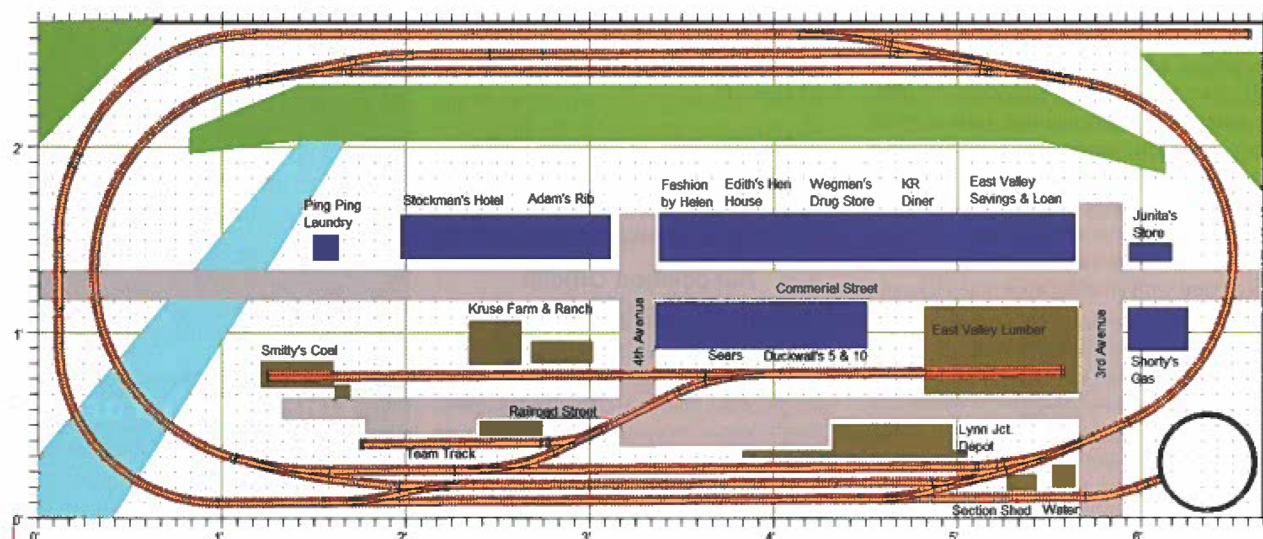 2'
Ping Ping
Laundry
Stockman's Hotel
Adam's Rib
Fashion
by Helen
Edith's Hen
House
Wegman's
Drug Store
KR
Diner
East Valley
Savings & Loan
Junita's
Store
Commerial Street
Kruse Farm & Ranch
4th Avenue
East Valley Lumber
3rd Avenue
1'
Smitty's Coal
Sears
Duckwall's 5 & 10
Shorty's
Gas
Railroad Street
Team Track
Lynn Jct.
Depot
Section Shed
Water
0'
0'
1'
2'
3'
4'
5'
6'